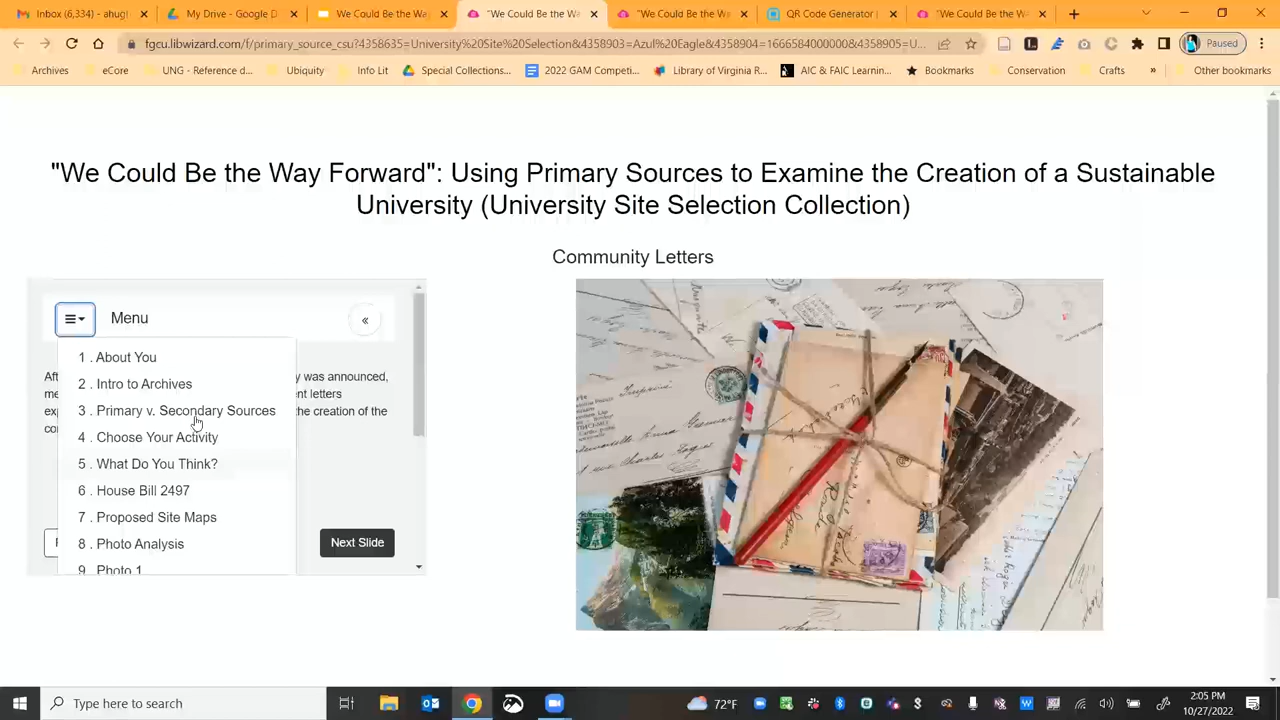 Inbox (6,334) - ahugl
My Drive - Google D
We Could Be the Way
"We Could Be the Wa
"We Could Be the Wa
QR Code Generator |
"We Could Be the Wa
fgcu.libwizard.com/f/primary_source_csu?4358635=University%20Site%20Selection&4358903=Azul%20Eagle&4358904=16665840000000&4358905=U...
Paused
Archives
eCore
UNG - Reference d...
Ubiquity
Info Lit
Special Collections...
2022 GAM Competi...
Library of Virginia R...
AIC & FAIC Learnin...
Bookmarks
Conservation
Crafts
»
Other bookmarks
"We Could Be the Way Forward": Using Primary Sources to Examine the Creation of a Sustainable
University (University Site Selection Collection)
Community Letters
Menu
«
1 . About You
2 . Intro to Archives
3 . Primary v. Secondary Sources
4 . Choose Your Activity
5 . What Do You Think?
6 . House Bill 2497
7 . Proposed Site Maps
8 . Photo Analysis
9 . Photo 1
y was announced,
nt letters
the creation of the
Next Slide
Type here to search
72°F
2:05 PM
10/27/2022